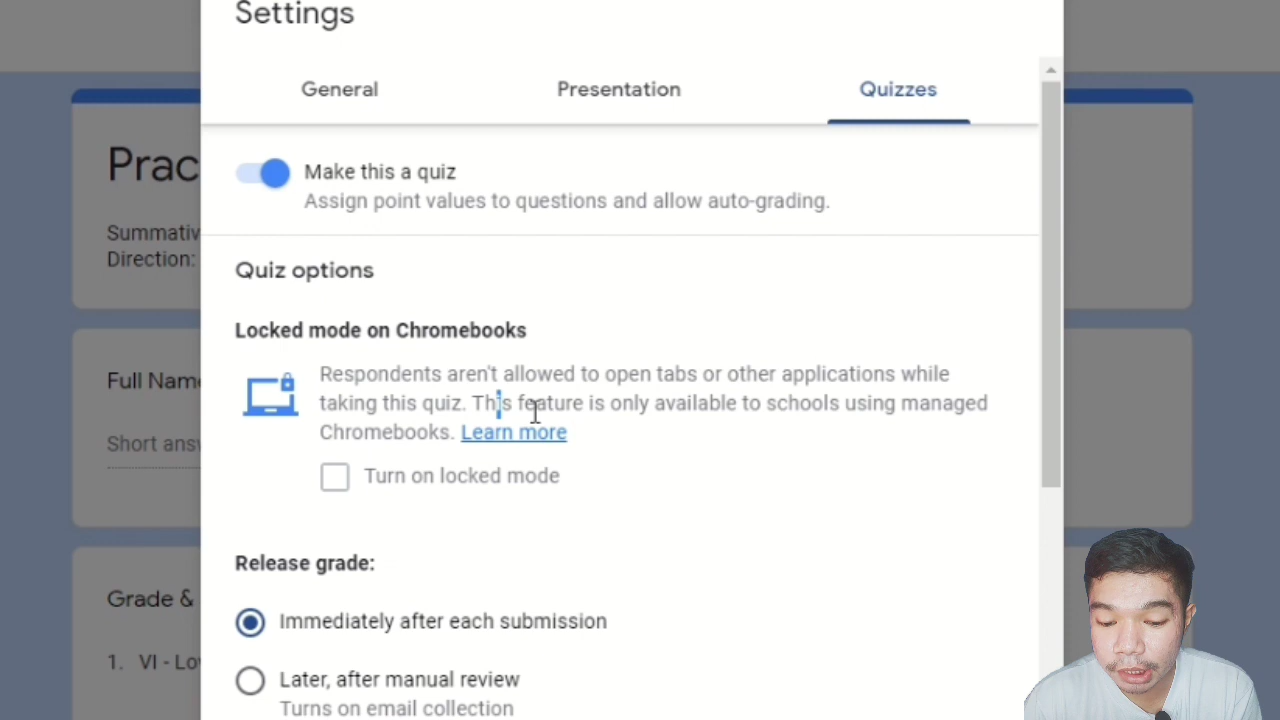 Settings
General
Presentation
Quizzes
Make this a quiz
Assign point values to questions and allow auto-grading.
Quiz options
Locked mode on Chromebooks
Respondents aren't allowed to open tabs or other applications while
taking this quiz. This feature is only available to schools using managed
Chromebooks. Learn more
Turn on locked mode
Release grade:
Immediately after each submission
Later, after manual review
Turns on email collection
Prac
Summativ
Direction:
Full Name
Short ans
Grade &
1. VI - Lo